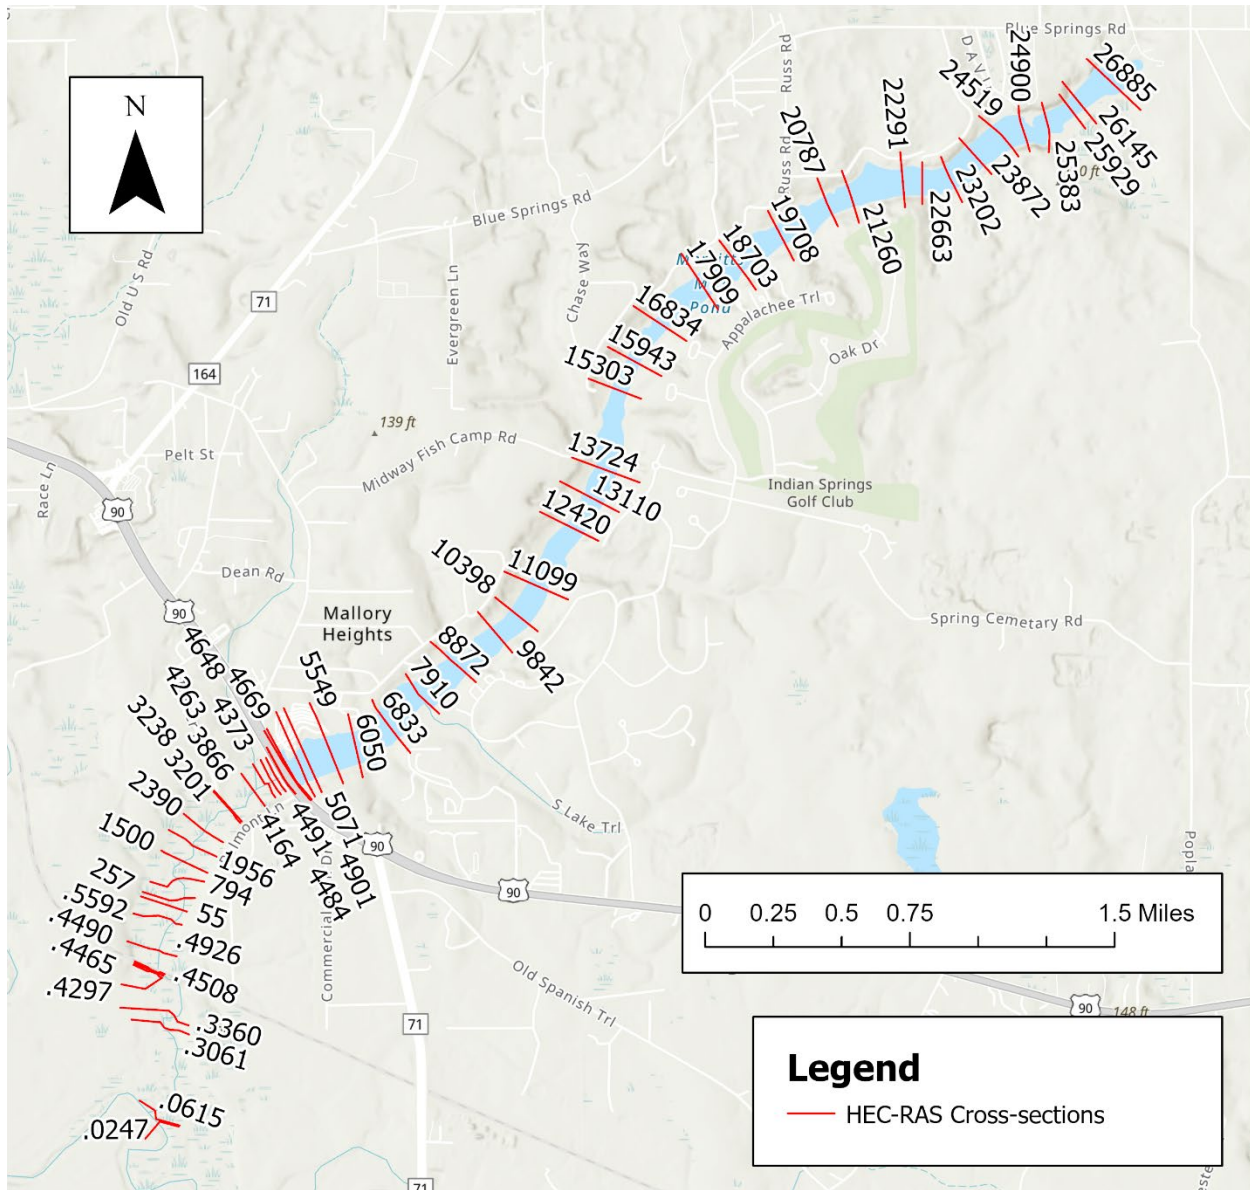 Blue Springs Rd
DAVI
24900
26885
Russ Rd
24519
N
22291
26145
20787
25929
25383
0 ft
Russ Rd
23872
23202
22663
Blue Springs Rd
19708
21260
Old U S Rd
18703
17909
Chase Way
Evergreen Ln
71
Appalachee Trl
16834
Oak Dr
15943
15303
164
139 ft
13724
Pelt St
Midway Fish Camp Rd
Race Ln
Indian Springs
Golf Club
13110
12420
90
10398
11099
Dean Rd
90
Mallory
Heights
Spring Cemetary Rd
4648
8872
9842
4669
5549
7910
4263
4373
6833
6050
3866
3238
3201
2390
S Lake Trl
1500
4164
4491
5071
4901
4484
90
1956
794
257
.5592
55
90
Commercial Dr
.4490
.4926
.4465
.4508
.4297
Old Spanish Trl
0 0.25 0.5 0.75 1.5 Miles
71
.3360
.3061
90
148 ft
Legend
HEC-RAS Cross-sections
.0615
.0247
71